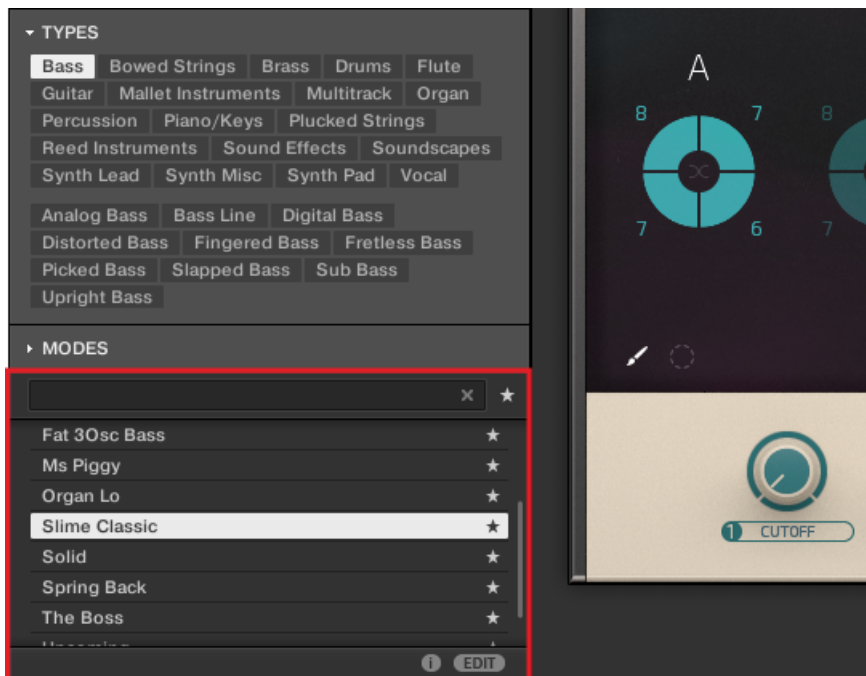 TYPES
Bass Bowed Strings Brass Drums Flute
Guitar Mallet Instruments Multitrack Organ
Percussion Piano/Keys Plucked Strings
Reed Instruments Sound Effects Soundscapes
Synth Lead Synth Misc Synth Pad Vocal
Analog Bass Bass Line Digital Bass
Distorted Bass Fingered Bass Fretless Bass
Picked Bass Slapped Bass Sub Bass
Upright Bass
MODES
Fat 3Osc Bass
Ms Piggy
Organ Lo
Slime Classic
Solid
Spring Back
The Boss
i EDIT
A
8 7 8
7 6 7
1 CUTOFF